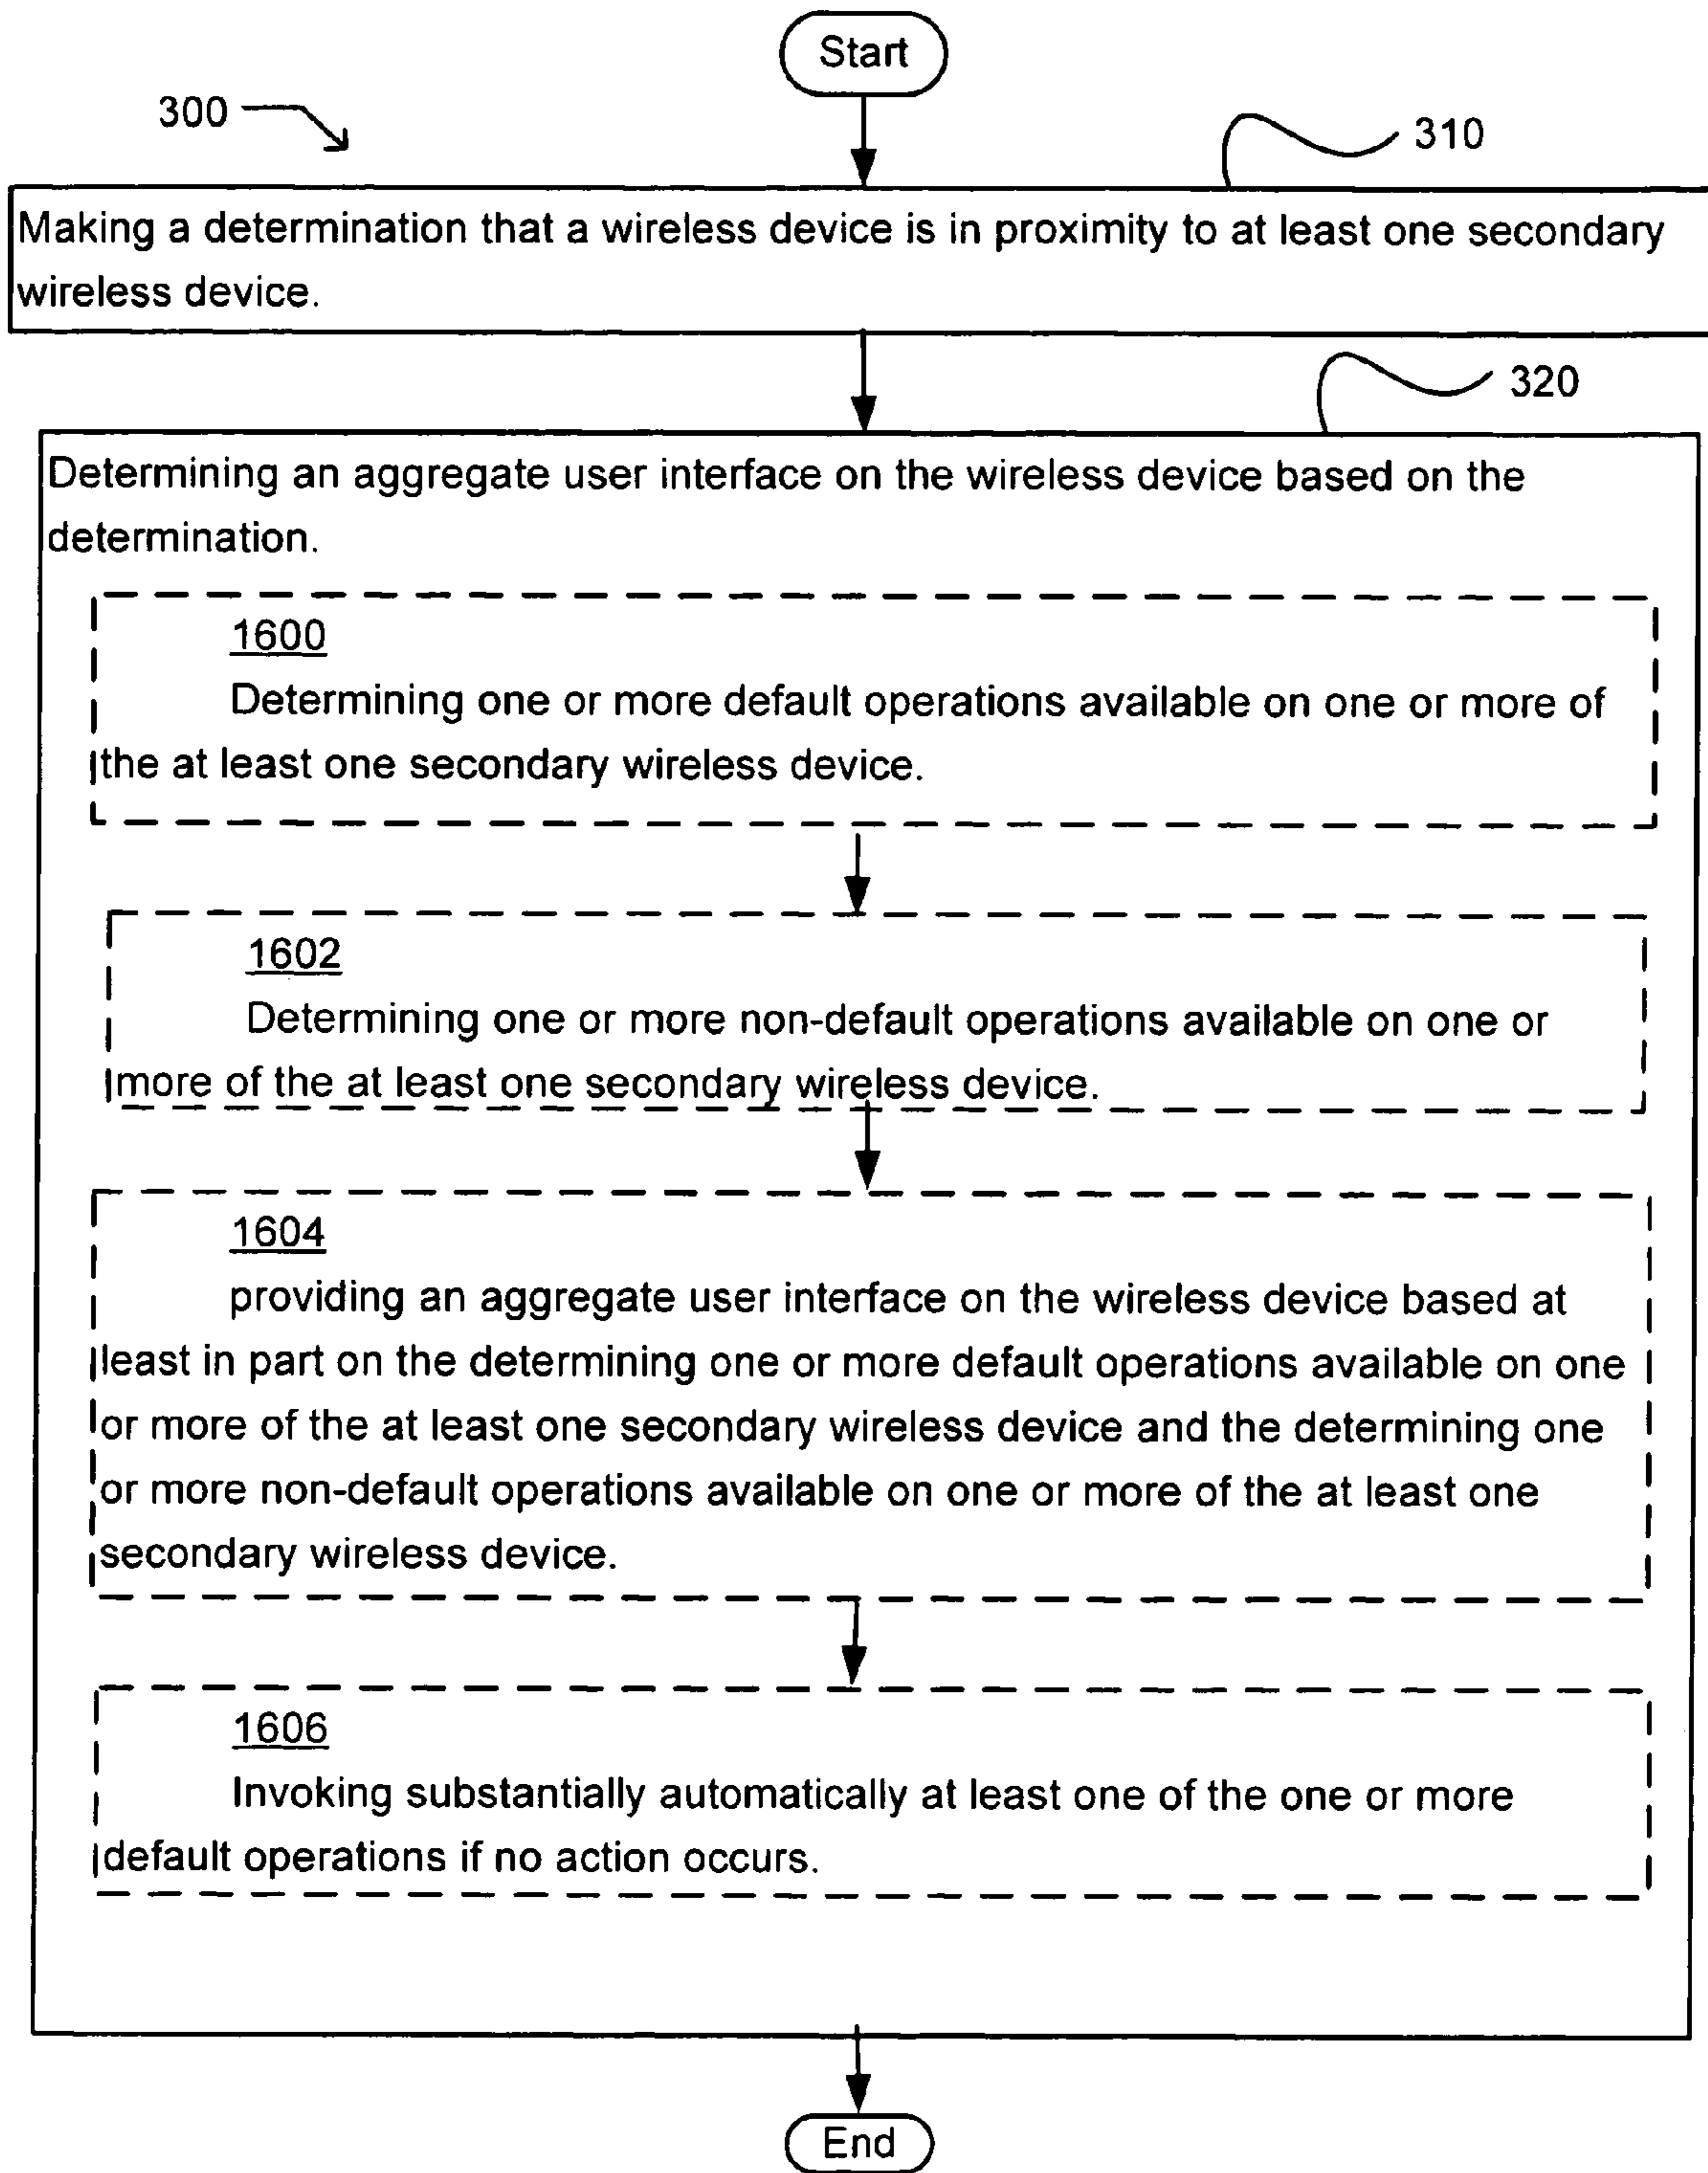 Start
300
310
Making a determination that a wireless device is in proximity to at least one secondary
wireless device.
320
Determining an aggregate user interface on the wireless device based on the
determination.
1600
Determining one or more default operations available on one or more of
the at least one secondary wireless device.
1602
Determining one or more non-default operations available on one or
more of the at least one secondary wireless device.
1604
providing an aggregate user interface on the wireless device based at
least in part on the determining one or more default operations available on one
or more of the at least one secondary wireless device and the determining one
or more non-default operations available on one or more of the at least one
secondary wireless device.
1606
Invoking substantially automatically at least one of the one or more
default operations if no action occurs.
End